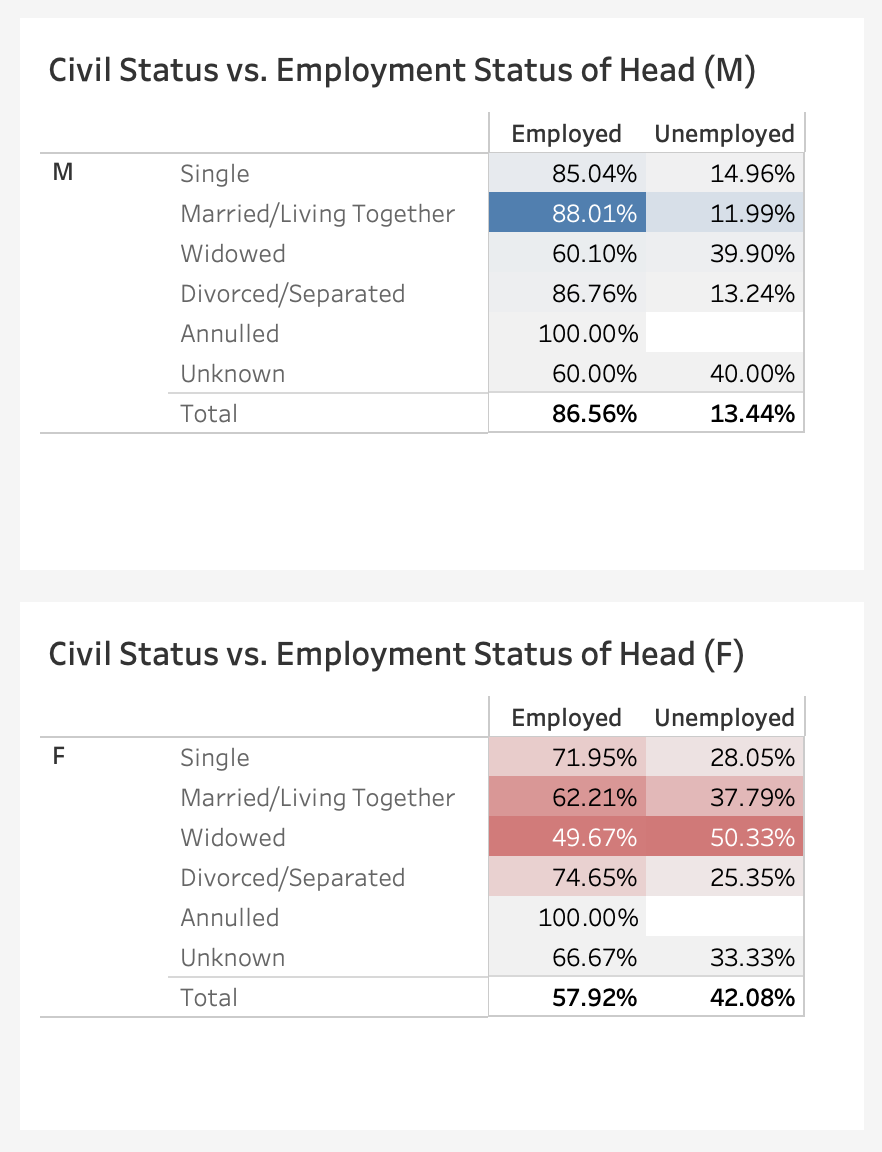 Civil Status vs. Employment Status of Head (M)
Employed Unemployed
M Single 85.04% 14.96%
Married/Living Together 88.01% 11.99%
Widowed 60.10% 39.90%
Divorced/Separated 86.76% 13.24%
Annulled 100.00%
Unknown 60.00% 40.00%
Total 86.56% 13.44%
Civil Status vs. Employment Status of Head (F)
Employed Unemployed
F Single 71.95% 28.05%
Married/Living Together 62.21% 37.79%
Widowed 49.67% 50.33%
Divorced/Separated 74.65% 25.35%
Annulled 100.00%
Unknown 66.67% 33.33%
Total 57.92% 42.08%